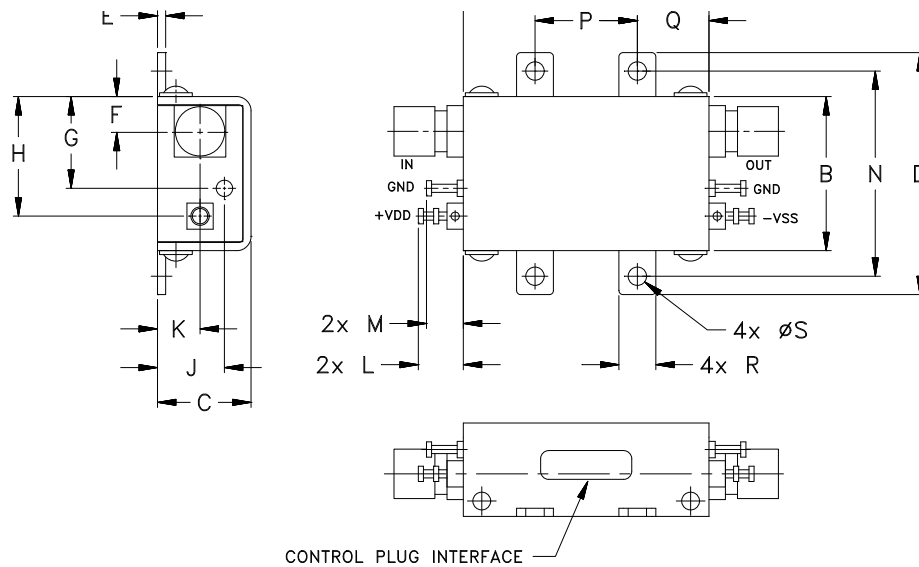 E
P
Q
F
G
H
IN
OUT
GND
GND
+VDD
-VSS
B
N
D
K
2x M
4x ØS
J
2x L
4x R
C
CONTROL PLUG INTERFACE